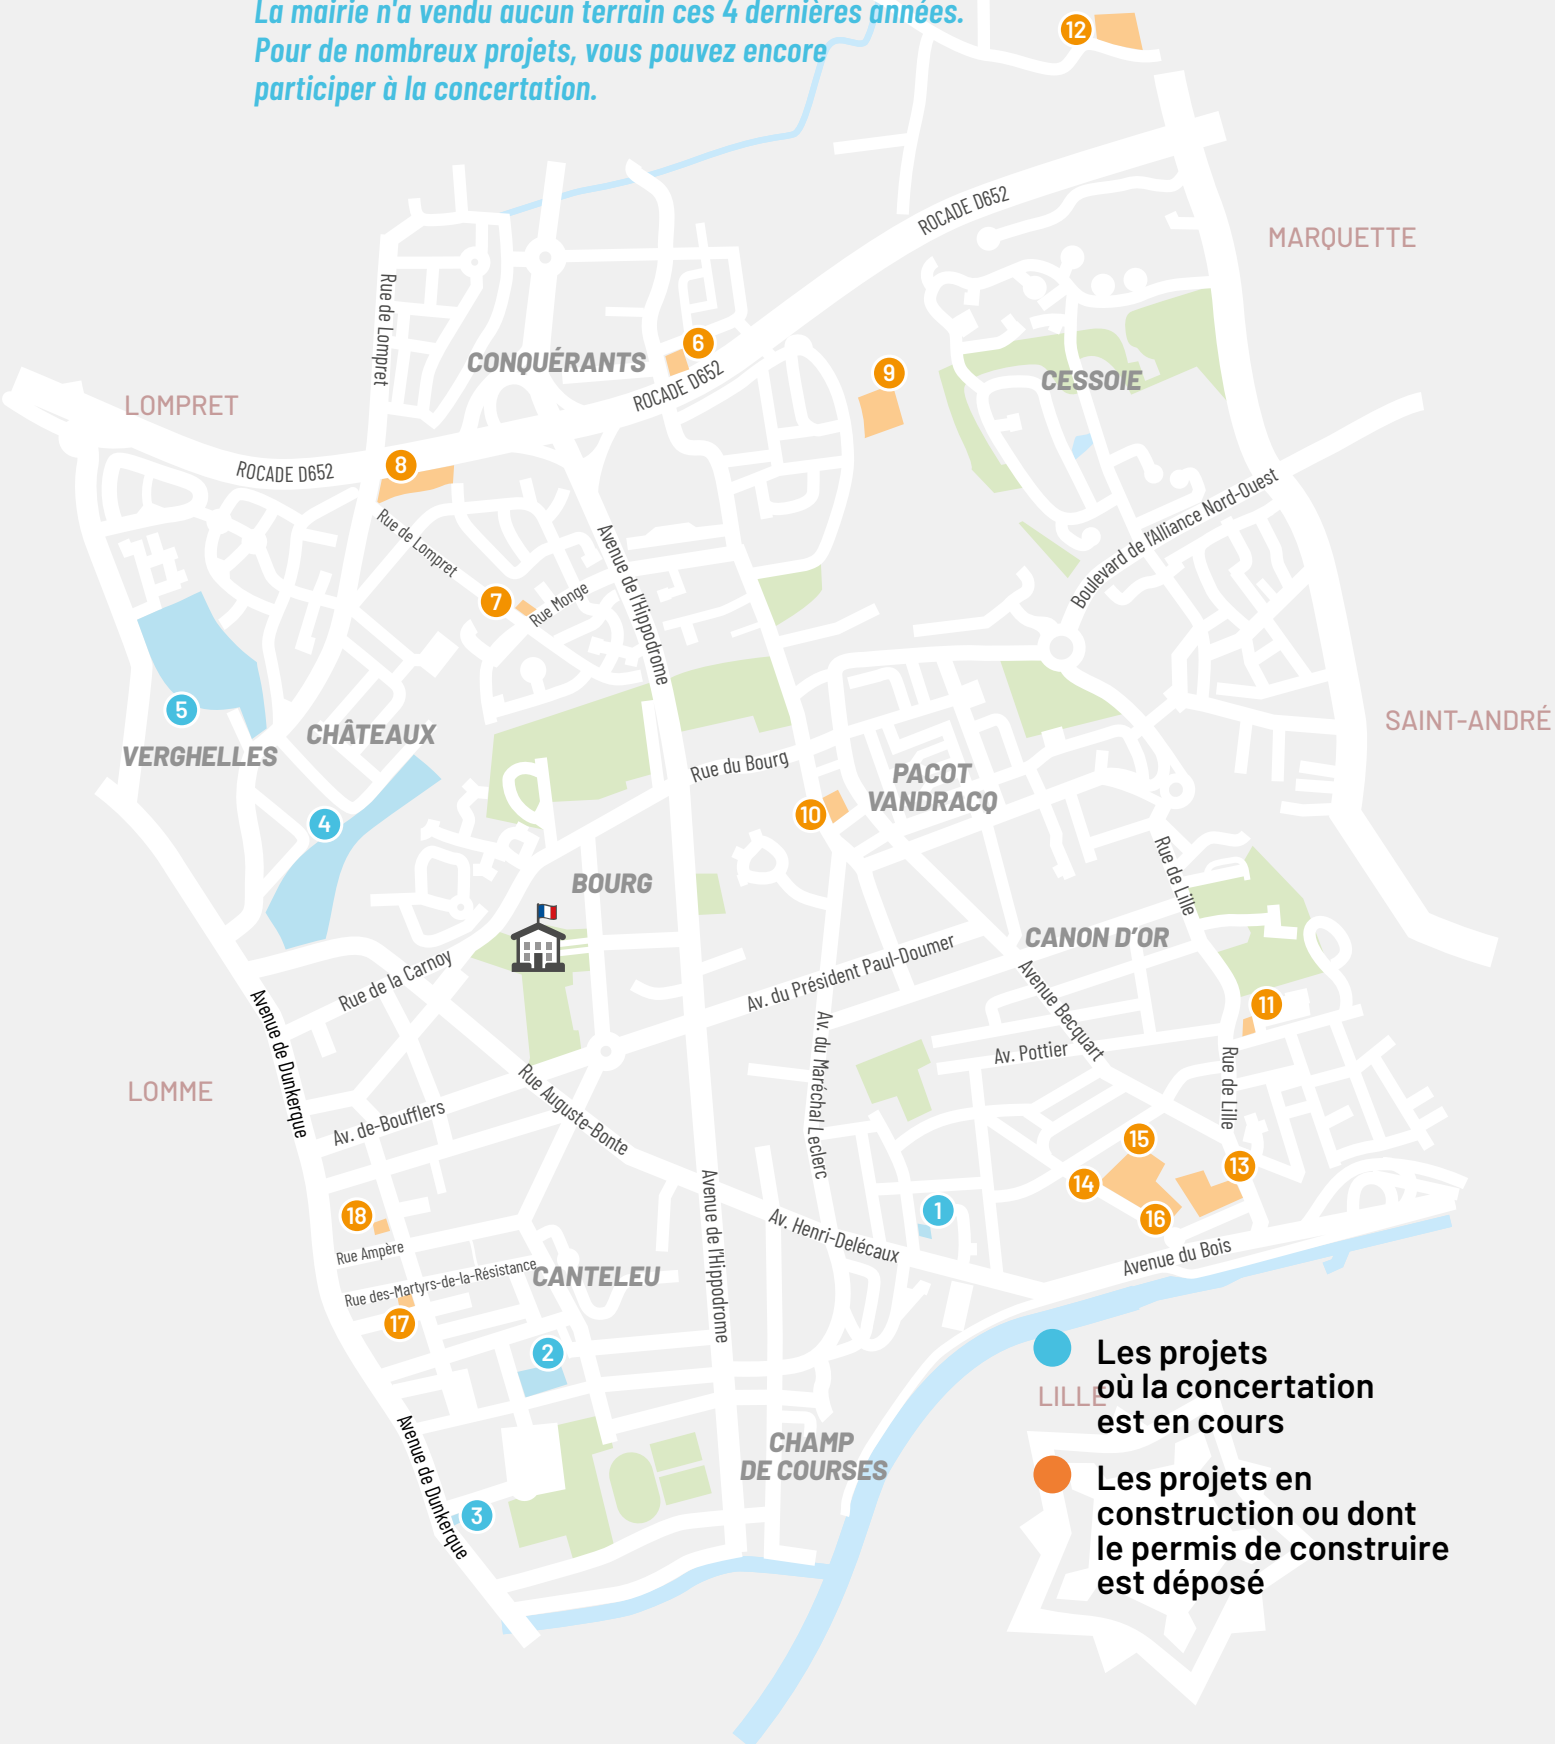 La mairie n'a vendu aucun terrain ces 4 dernières années.
Pour de nombreux projets, vous pouvez encore
participer à la concertation.
12
ROCADE D652
MARQUETTE
Rue de Lompret
6
CONQUÉRANTS
ROCADE D652
9
CESSOIE
LOMPRET
8
ROCADE D652
Rue de Lompret
Boulevard de l'Alliance Nord-Ouest
7
Rue Monge
Avenue de l'Hippodrome
5
VERGHELLES
CHÂTEAUX
SAINT-ANDRÉ
Rue du Bourg
PACOT
VANDRACQ
10
4
Rue de Lille
BOURG
CANON D’OR
Rue de la Carnoy
Av. du Président Paul-Doumer
Avenue Becquart
11
Avenue de Dunkerque
Av. du Maréchal Leclerc
Av. Pottier
Rue de Lille
LOMME
Av. de-Boufflers
Rue Auguste-Bonte
15
13
14
16
18
1
Rue Ampère
Av. Henri-Delécaux
Avenue du Bois
Avenue de l'Hippodrome
Rue des-Martyrs-de-la-Résistance
CANTELEU
17
2
Les projets
où la concertation
est en cours
LILLE
Avenue de Dunkerque
CHAMP
DE COURSES
3
Les projets en
construction ou dont
le permis de construire
est déposé